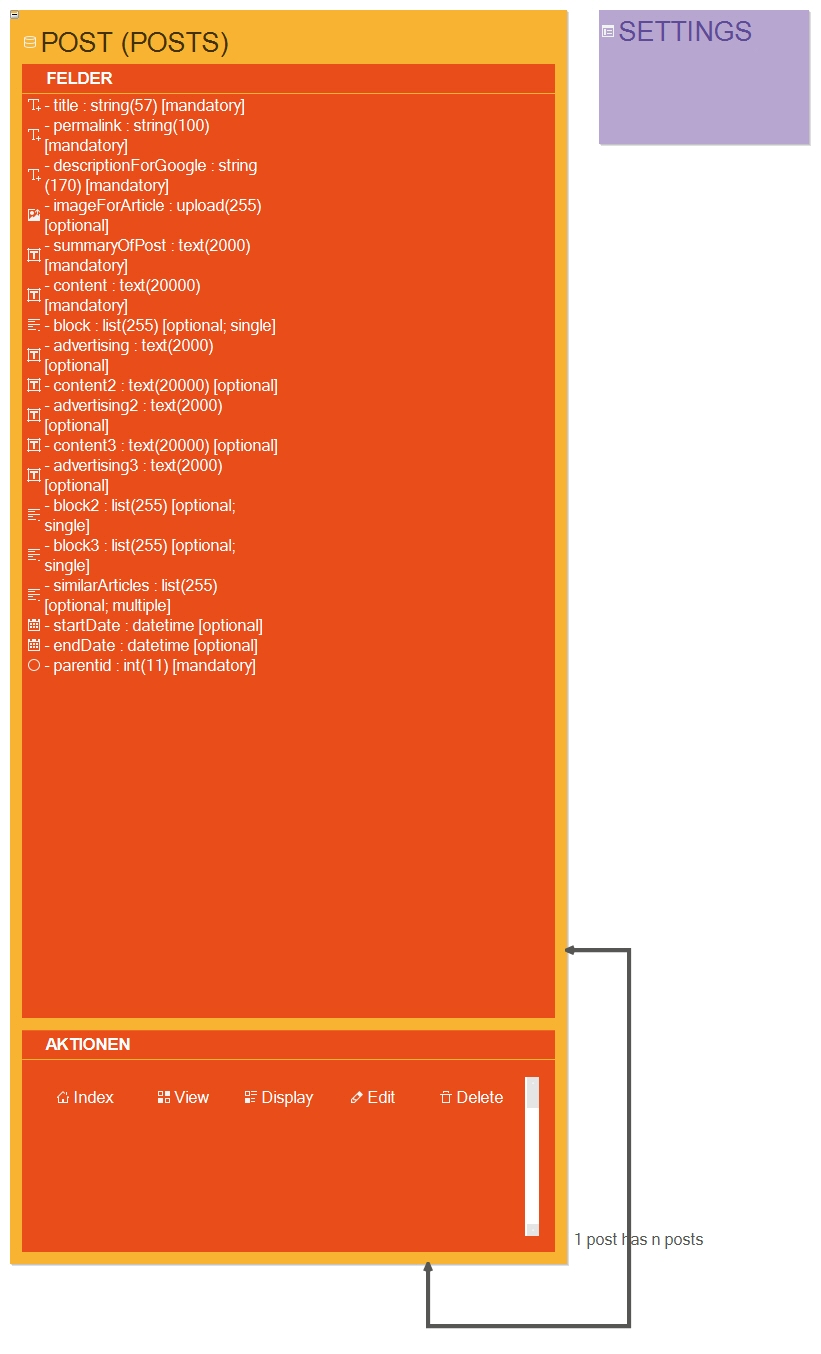 POST (POSTS)
SETTINGS
FELDER
- title : string(57) [mandatory]
- permalink : string(100)
[mandatory]
- descriptionForGoogle : string
(170) [mandatory]
- imageForArticle : upload(255)
[optional]
- summaryOfPost : text(2000)
[mandatory]
- content : text(20000)
[mandatory]
- block : list(255) [optional; single]
- advertising : text(2000)
[optional]
- content2 : text(20000) [optional]
- advertising2 : text(2000)
[optional]
- content3 : text(20000) [optional]
- advertising3 : text(2000)
[optional]
- block2 : list(255) [optional;
single]
- block3 : list(255) [optional;
single]
- similarArticles : list(255)
[optional; multiple]
- startDate : datetime [optional]
- endDate : datetime [optional]
- parentid : int(11) [mandatory]
AKTIONEN
Index View Display Edit Delete
1 post has n posts